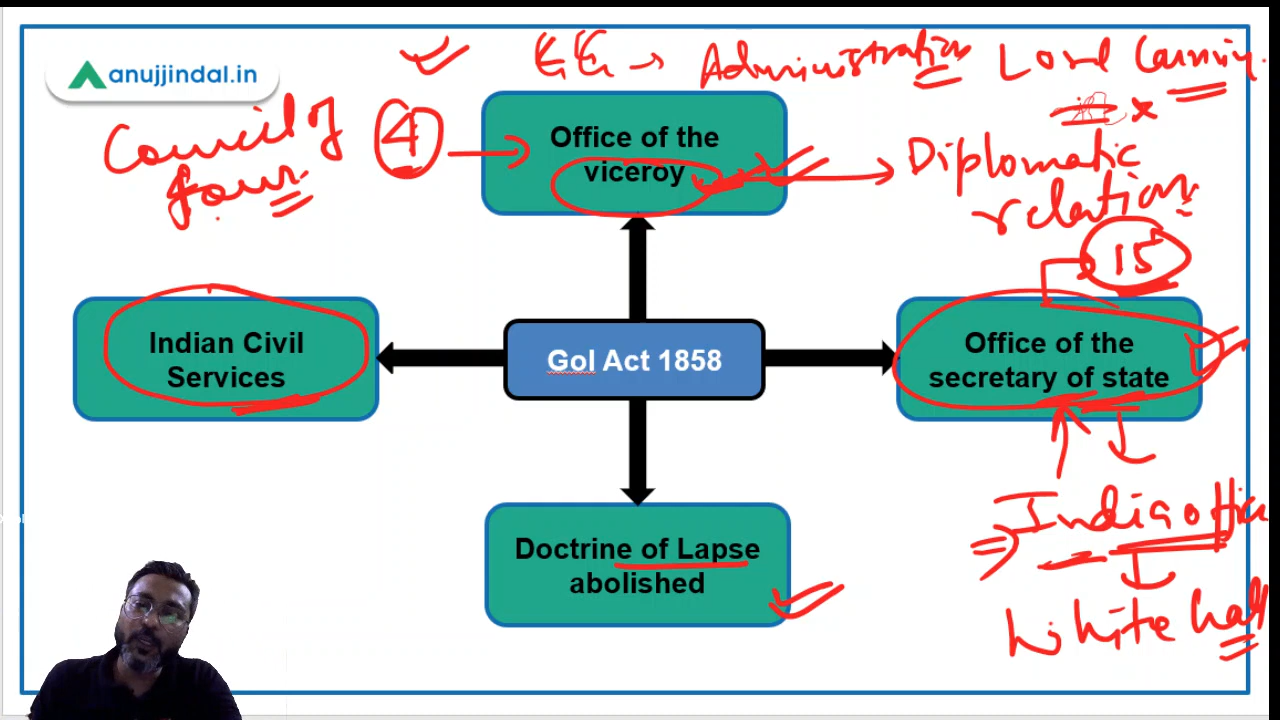 anujjindal.in
GG → Administration
Lord Canning
Council of
four
4
Office of the
viceroy
Diplomatic
relation
15
Indian Civil
Services
GoI Act 1858
Office of the
secretary of state
Doctrine of Lapse
abolished
India office
White hall